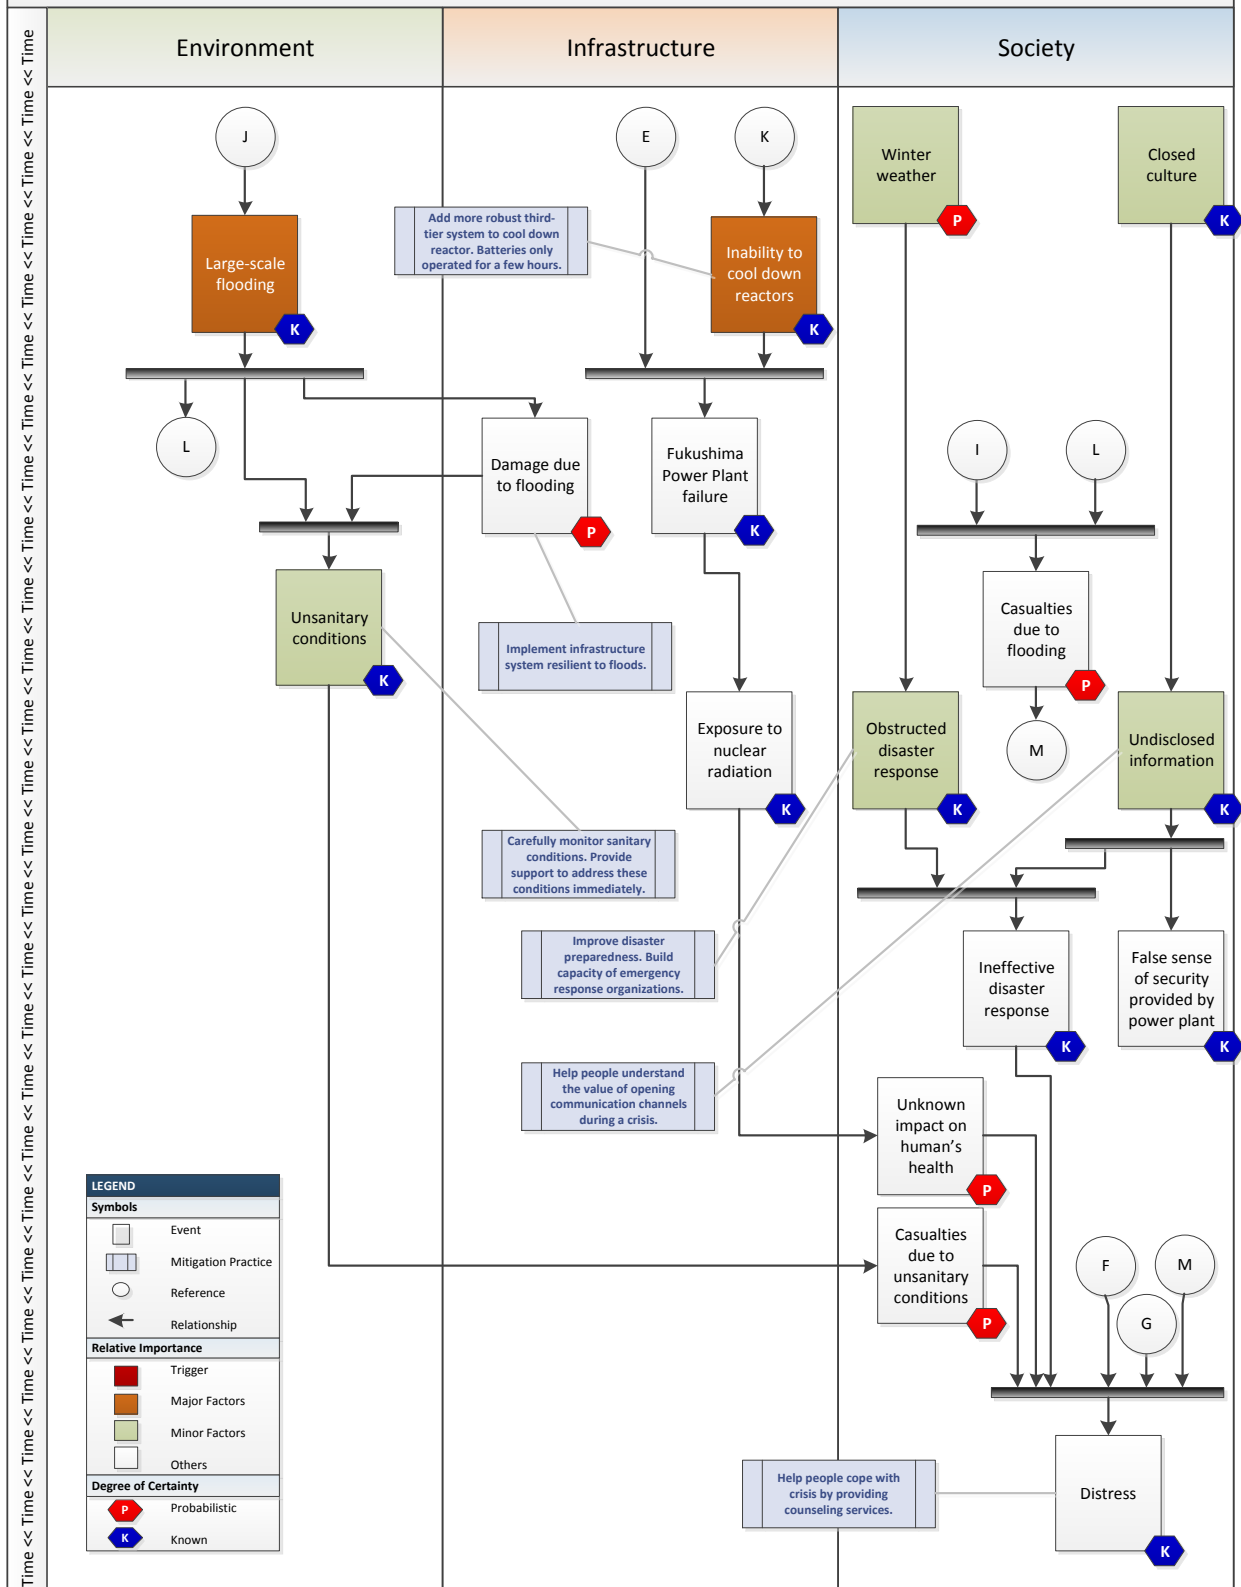 Environment
Infrastructure
Society
Time << Time << Time << Time << Time << Time << Time << Time << Time << Time << Time << Time << Time << Time << Time << Time << Time << Time << Time << Time << Time << Time << Time
J
E
K
Winter
weather
P
Closed
culture
K
Add more robust third-
tier system to cool down
reactor. Batteries only
operated for a few hours.
Large-scale
flooding
K
Inability to
cool down
reactors
K
L
Damage due
to flooding
P
Fukushima
Power Plant
failure
K
I
L
Unsanitary
conditions
K
Implement infrastructure
system resilient to floods.
Casualties
due to
flooding
P
Exposure to
nuclear
radiation
K
Obstructed
disaster
response
K
M
Undisclosed
information
K
Carefully monitor sanitary
conditions. Provide
support to address these
conditions immediately.
Improve disaster
preparedness. Build
capacity of emergency
response organizations.
Ineffective
disaster
response
K
False sense
of security
provided by
power plant
K
Help people understand
the value of opening
communication channels
during a crisis.
Unknown
impact on
human's
health
P
Casualties
due to
unsanitary
conditions
P
F
M
G
LEGEND
Symbols
Event
Mitigation Practice
Reference
Relationship
Relative Importance
Trigger
Major Factors
Minor Factors
Others
Degree of Certainty
P
Probabilistic
K
Known
Help people cope with
crisis by providing
counseling services.
Distress
K